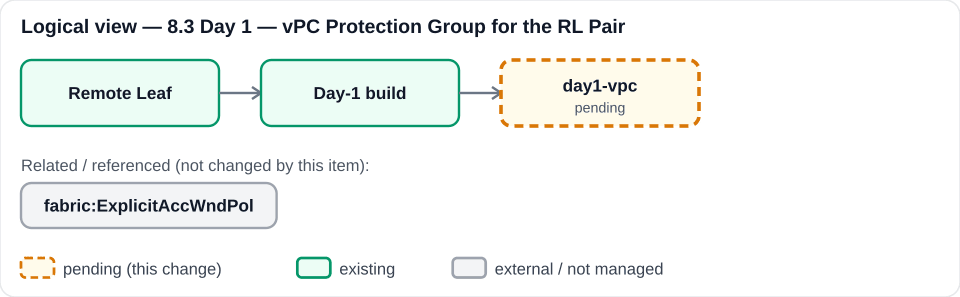 Logical view — 8.3 Day 1 — vPC Protection Group for the RL Pair
Remote Leaf
Day-1 build
day1-vpc
pending
Related / referenced (not changed by this item):
fabric:ExplicitAccWndPol
pending (this change)
existing
external / not managed